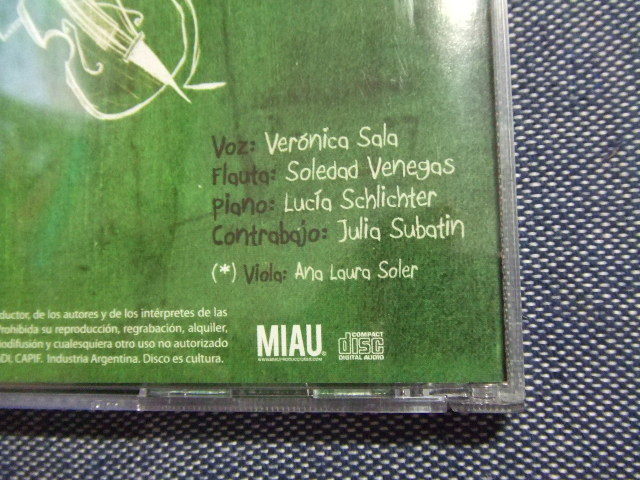 Voz: Verónica Sala
Flauta: Soledad Venegas
piano: Lucía Schlichter
Contrabajo: Julia Subatin
(*) Viola: Ana Laura Soler
ductor, de los autores y de los intérpretes de las
Prohibida su reproducción, regrabación, alquiler,
iodifusión y cualesquiera otro uso no autorizado
DI. CAPIF. Industria Argentina. Disco es cultura.
MIAU
COMPACT
disc
DIGITAL AUDIO